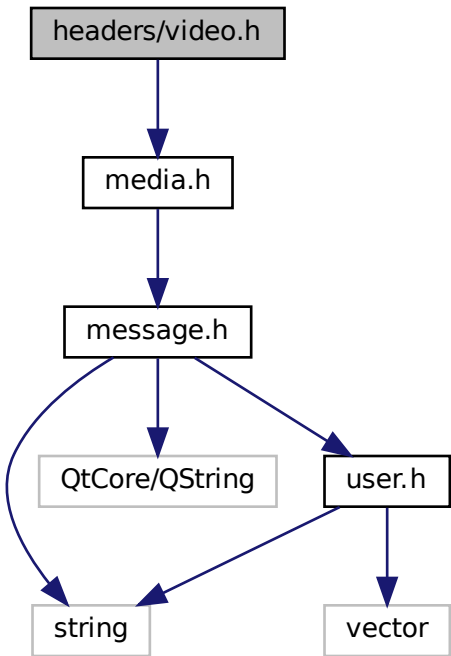 headers/video.h
media.h
message.h
QtCore/QString
user.h
string
vector